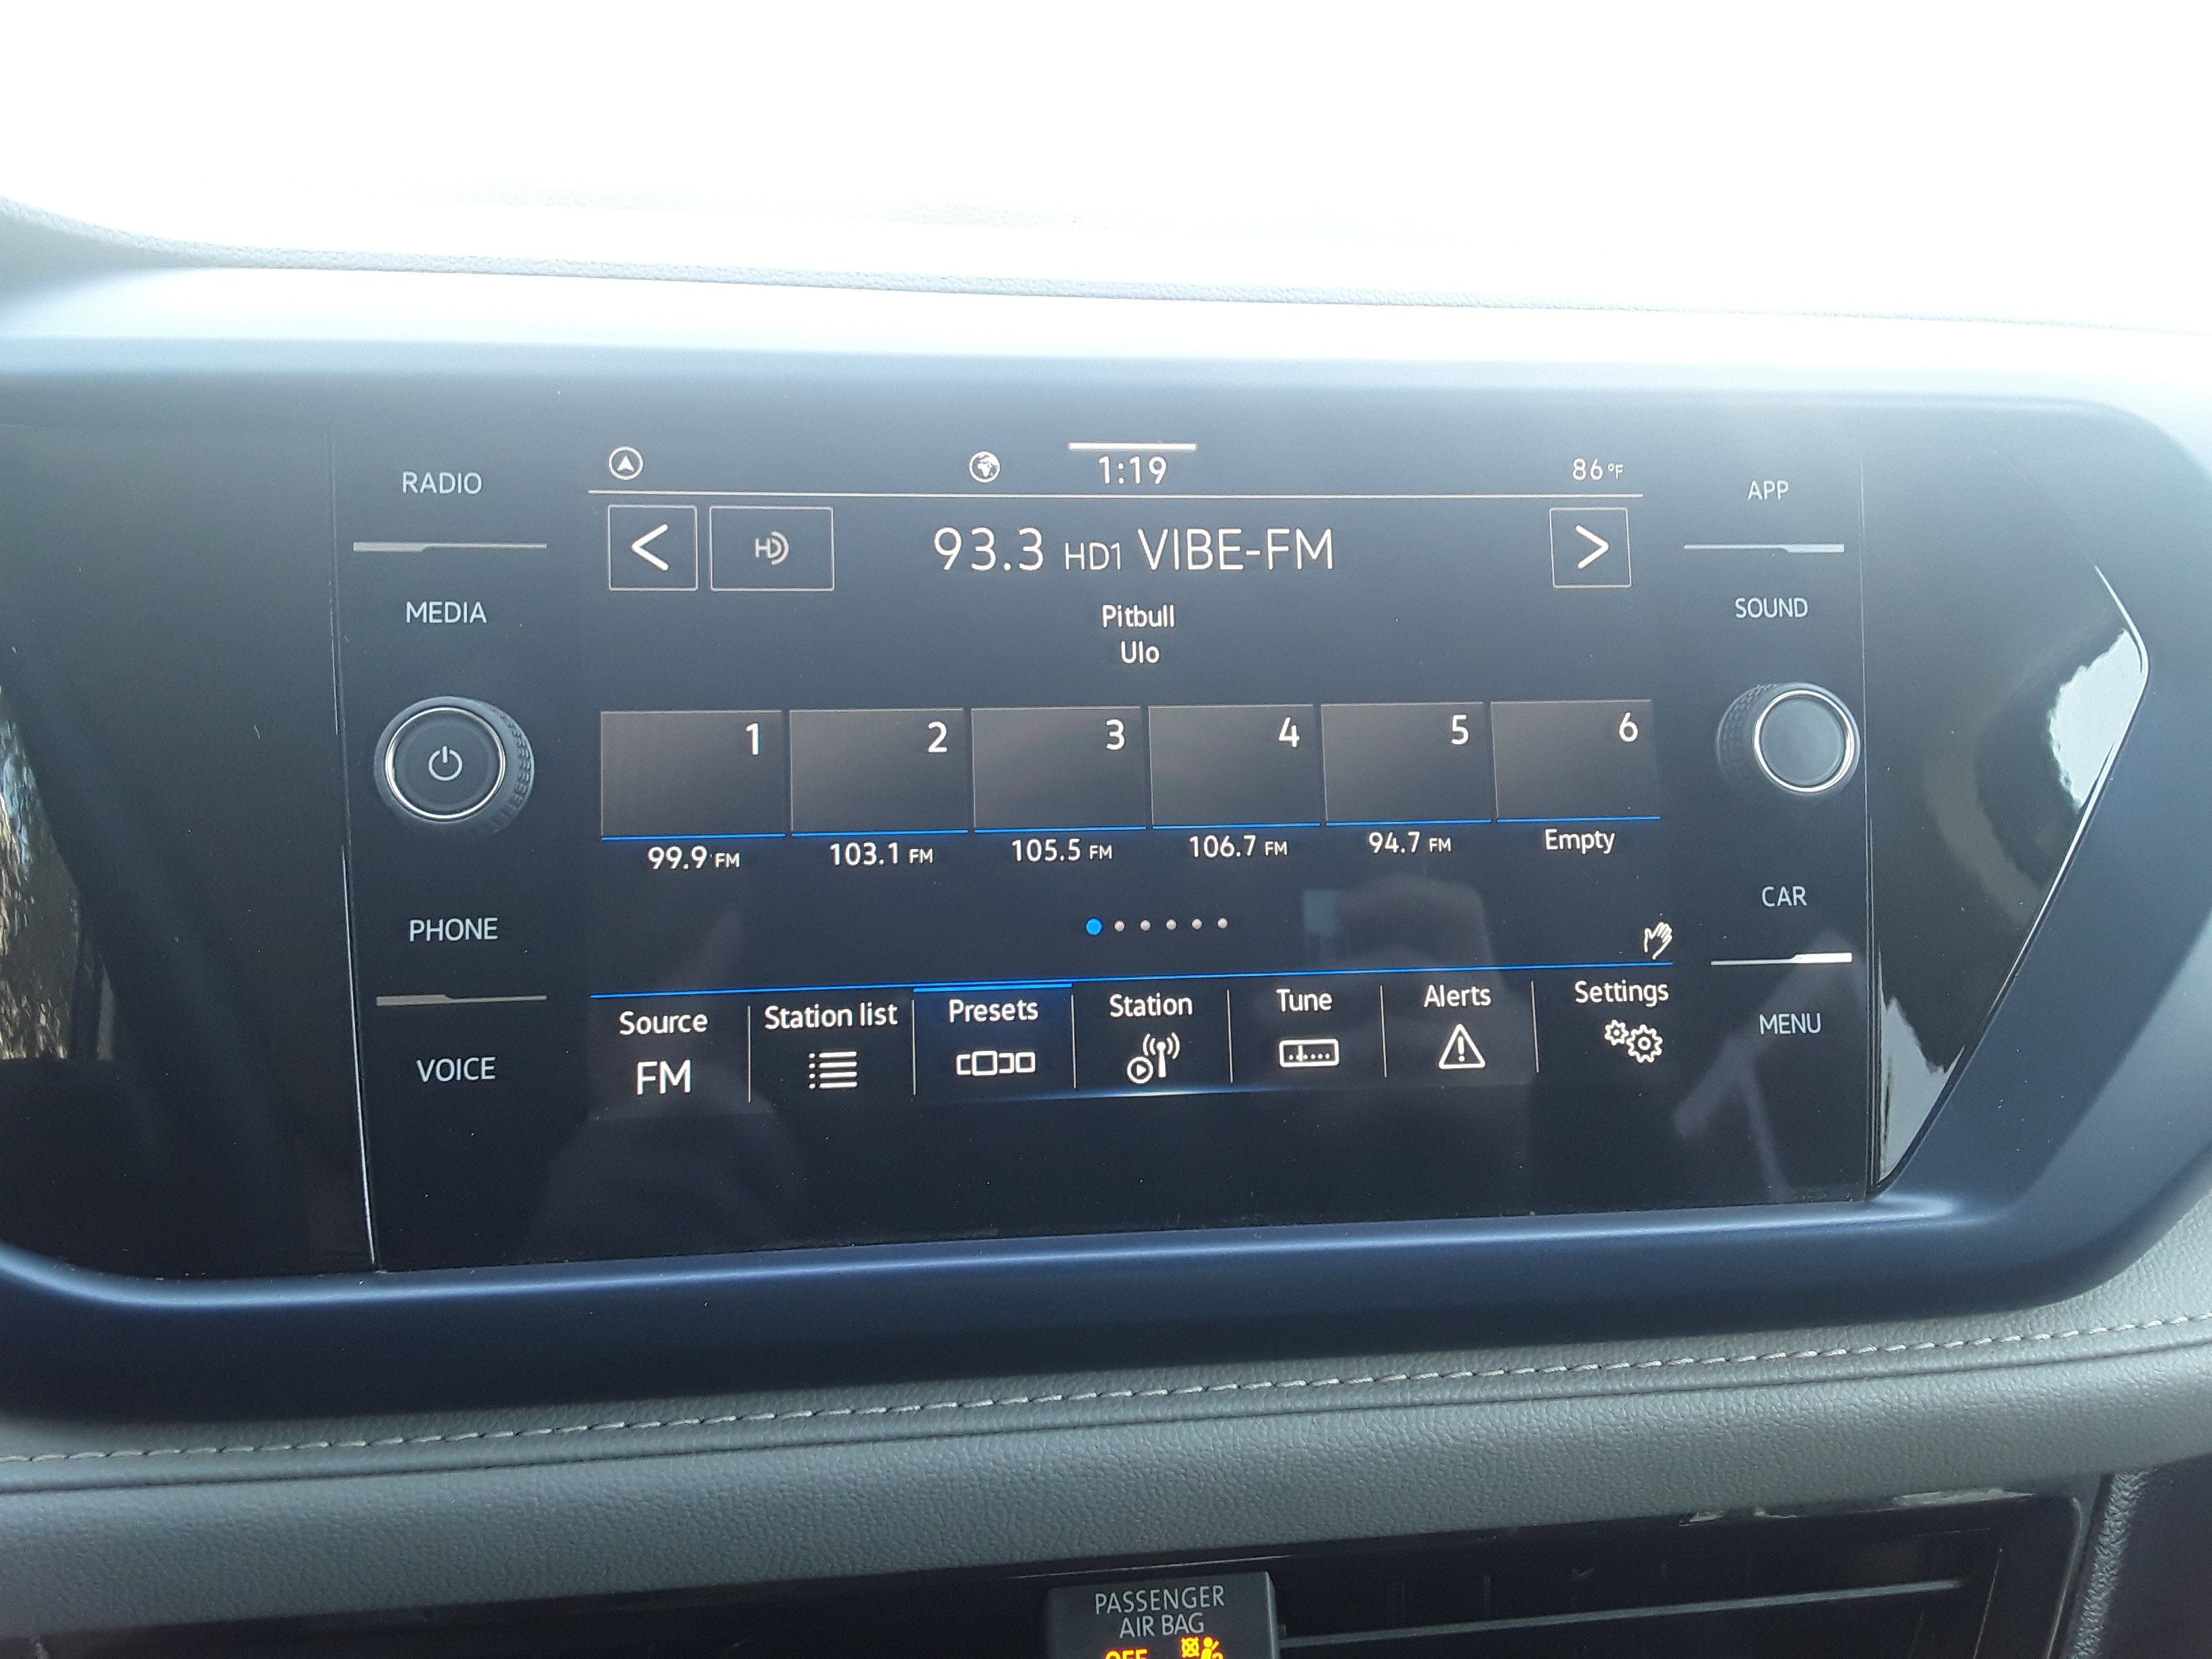 RADIO
MEDIA
PHONE
VOICE
1:19
86°F
HD
93.3 HD1 VIBE-FM
Pitbull
Ulo
1
2
3
4
5
6
99.9 FM
103.1 FM
105.5 FM
106.7 FM
94.7 FM
Empty
Source
FM
Station list
Presets
Station
Tune
Alerts
Settings
APP
SOUND
CAR
MENU
PASSENGER
AIR BAG
OFF